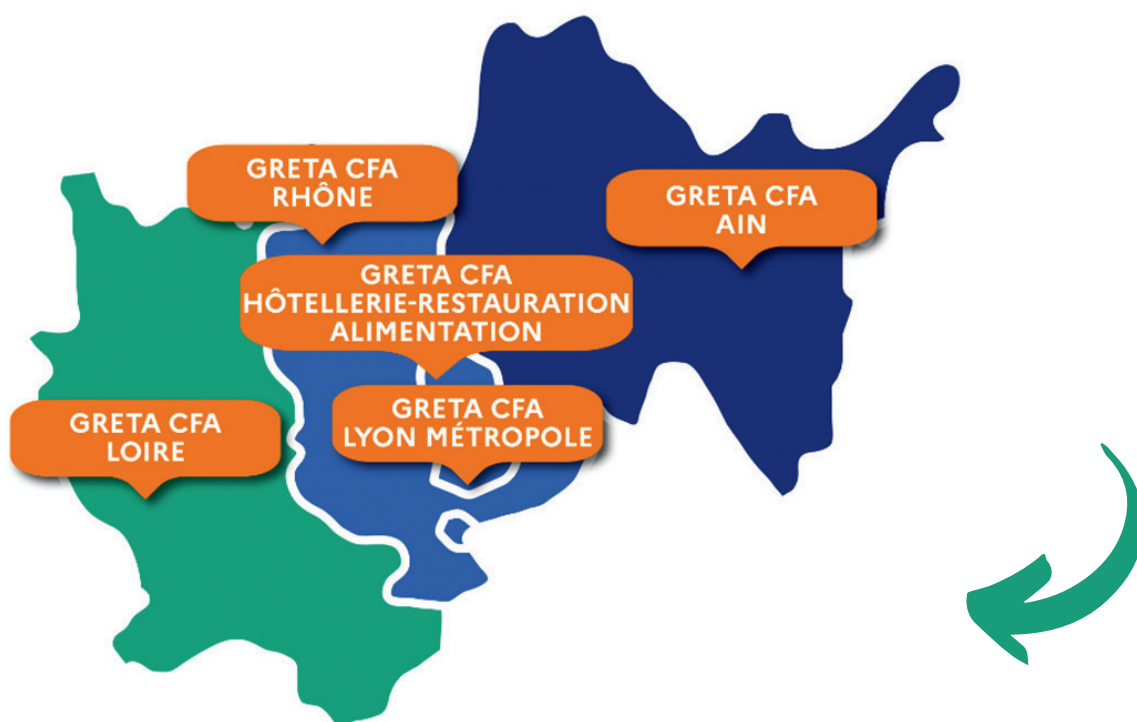 GRETA CFA
RHÔNE
GRETA CFA
AIN
GRETA CFA
HÔTELLERIE-RESTAURATION
ALIMENTATION
GRETA CFA
LYON MÉTROPOLE
GRETA CFA
LOIRE